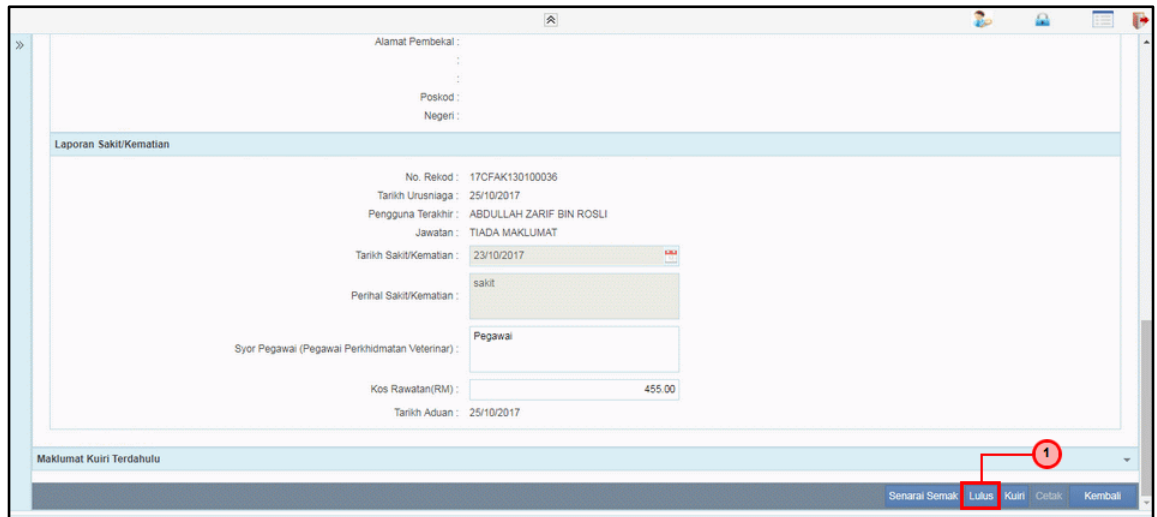 Alamat Pembekal :
:
:
Poskod :
Negeri :
Laporan Sakit/Kematian
No. Rekod : 17CFAK130100036
Tarikh Urusniaga : 25/10/2017
Pengguna Terakhir : ABDULLAH ZARIF BIN ROSLI
Jawatan : TIADA MAKLUMAT
Tarikh Sakit/Kematian : 23/10/2017
Perihal Sakit/Kematian : sakit
Syor Pegawai (Pegawai Perkhidmatan Veterinar) : Pegawai
Kos Rawatan(RM) : 455.00
Tarikh Aduan : 25/10/2017
Maklumat Kuiri Terdahulu
1
Senarai Semak Lulus Kuiri Cetak Kembali